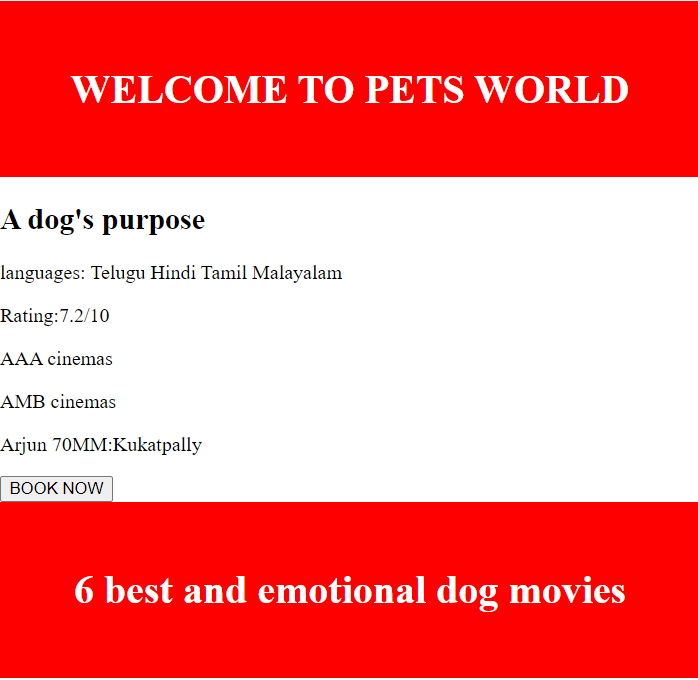 WELCOME TO PETS WORLD
A dog's purpose
languages: Telugu Hindi Tamil Malayalam
Rating:7.2/10
AAA cinemas
AMB cinemas
Arjun 70MM:Kukatpally
BOOK NOW
6 best and emotional dog movies